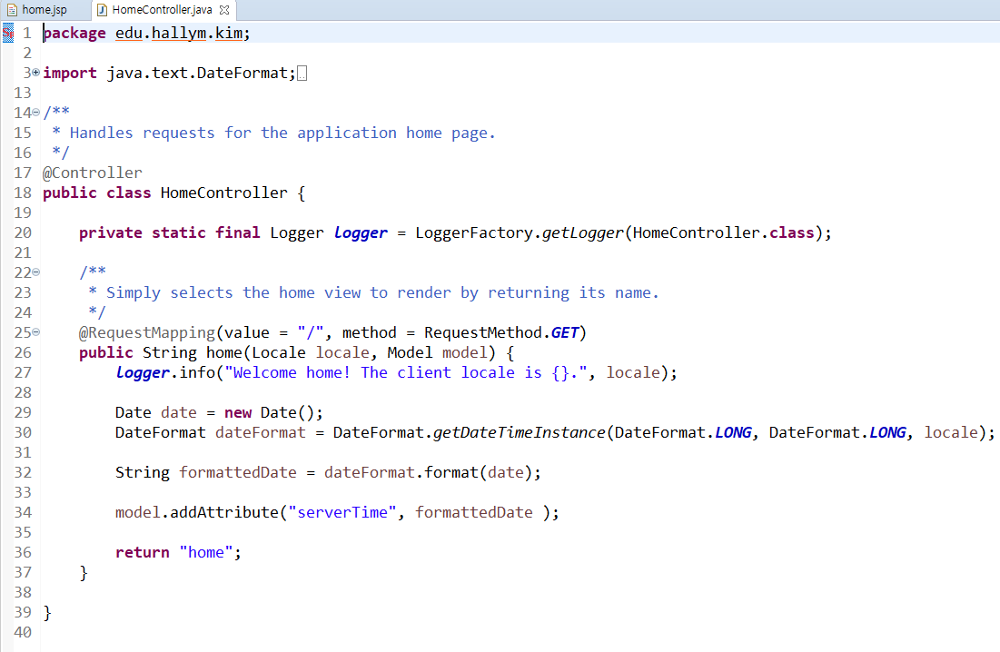 home.jsp HomeController.java
1 package edu.hallym.kim;
2
3 import java.text.DateFormat;
13
14 /**
15 * Handles requests for the application home page.
16 */
17 @Controller
18 public class HomeController {
19
20 private static final Logger logger = LoggerFactory.getLogger(HomeController.class);
21
22 /**
23 * Simply selects the home view to render by returning its name.
24 */
25 @RequestMapping(value = "/", method = RequestMethod.GET)
26 public String home(Locale locale, Model model) {
27 logger.info("Welcome home! The client locale is {}.", locale);
28
29 Date date = new Date();
30 DateFormat dateFormat = DateFormat.getDateTimeInstance(DateFormat.LONG, DateFormat.LONG, locale);
31
32 String formattedDate = dateFormat.format(date);
33
34 model.addAttribute("serverTime", formattedDate );
35
36 return "home";
37 }
38
39 }
40